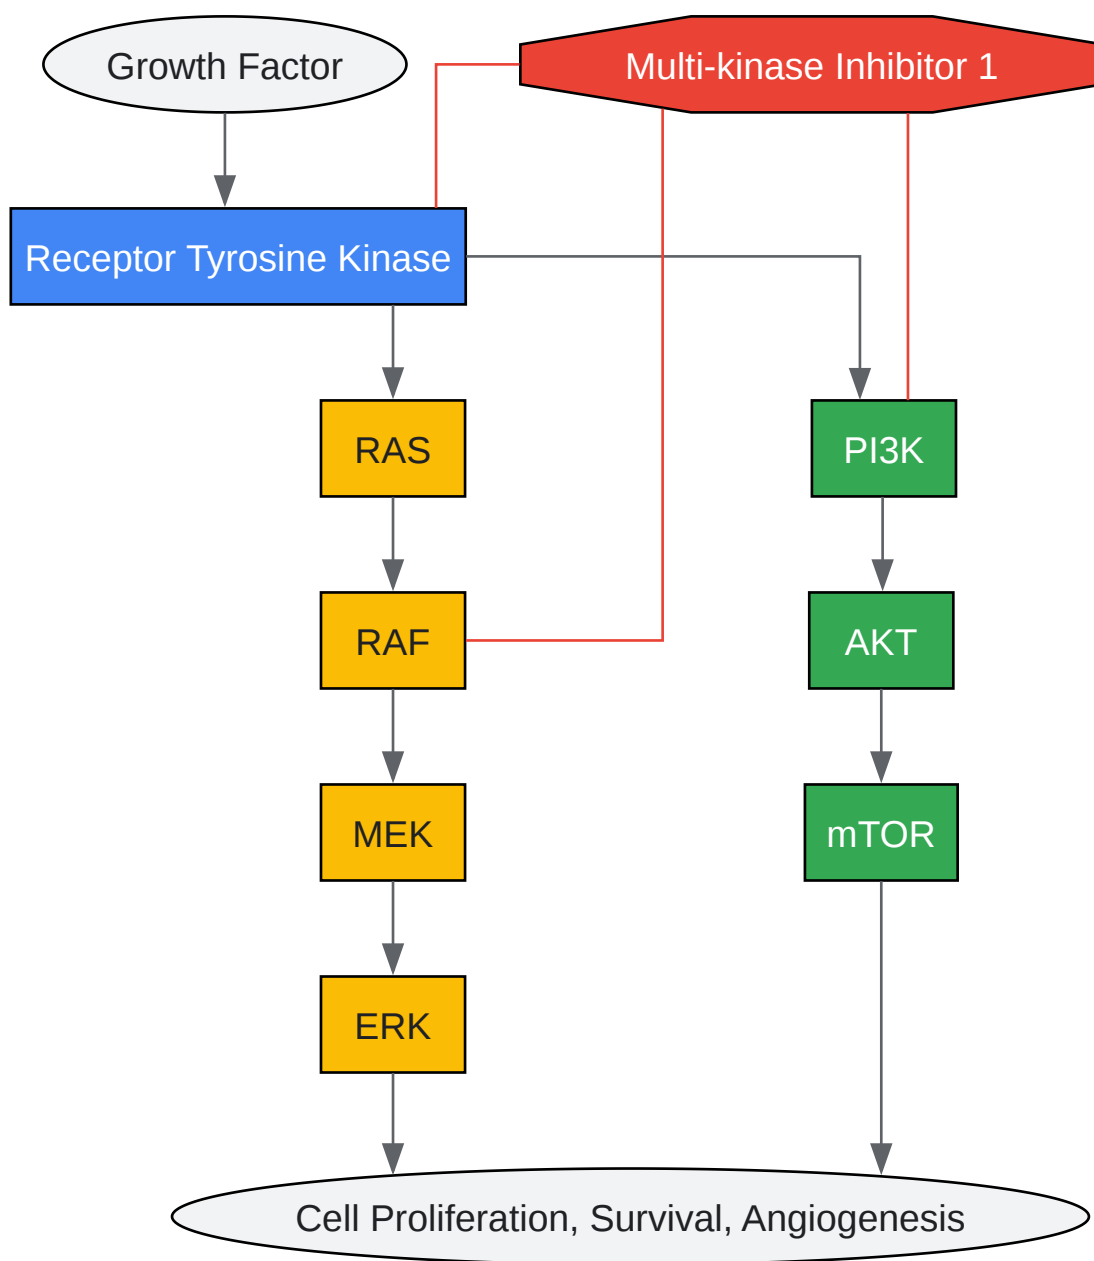 Growth Factor
Multi-kinase Inhibitor 1
Receptor Tyrosine Kinase
RAS
PI3K
RAF
AKT
MEK
mTOR
ERK
Cell Proliferation, Survival, Angiogenesis